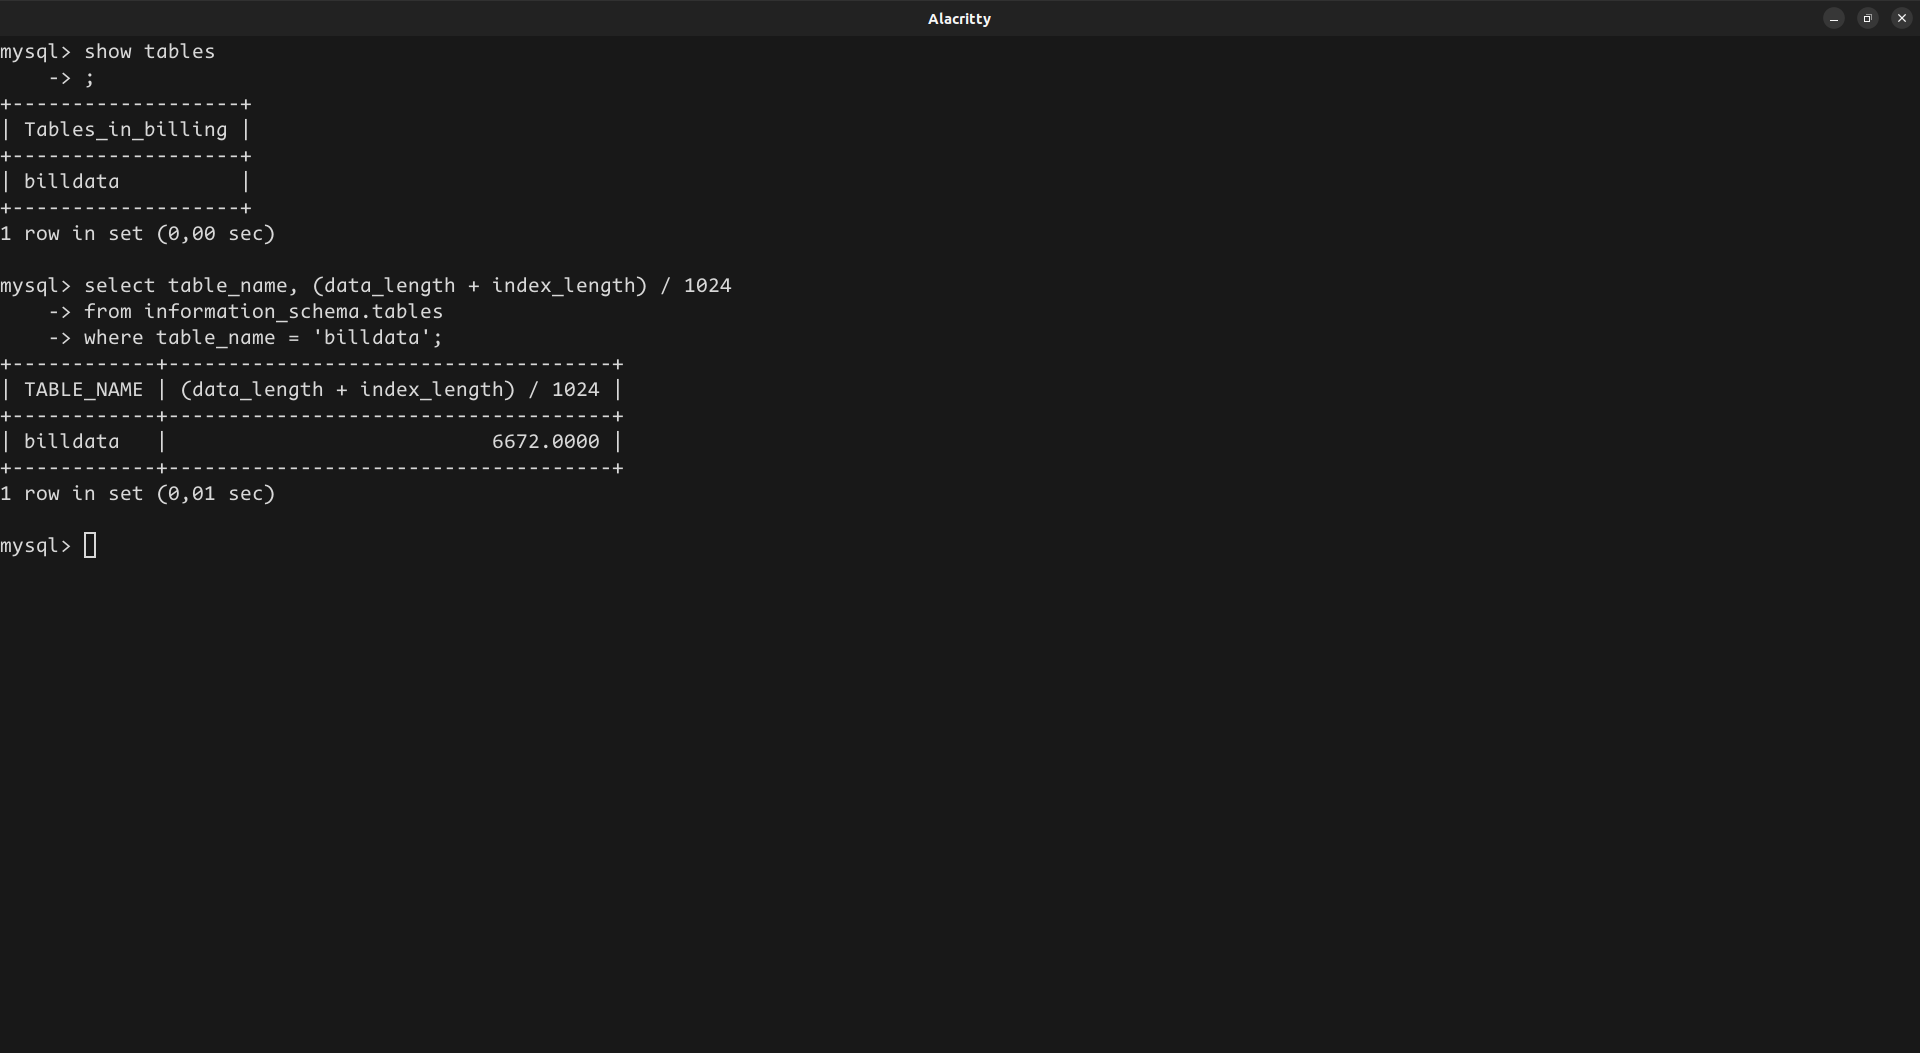 Alacritty
mysql> show tables
    -> ;
+-------------------+
| Tables_in_billing |
+-------------------+
| billdata          |
+-------------------+
1 row in set (0,00 sec)

mysql> select table_name, (data_length + index_length) / 1024
    -> from information_schema.tables
    -> where table_name = 'billdata';
+------------+-------------------------------------+
| TABLE_NAME | (data_length + index_length) / 1024 |
+------------+-------------------------------------+
| billdata   |                           6672.0000 |
+------------+-------------------------------------+
1 row in set (0,01 sec)

mysql>